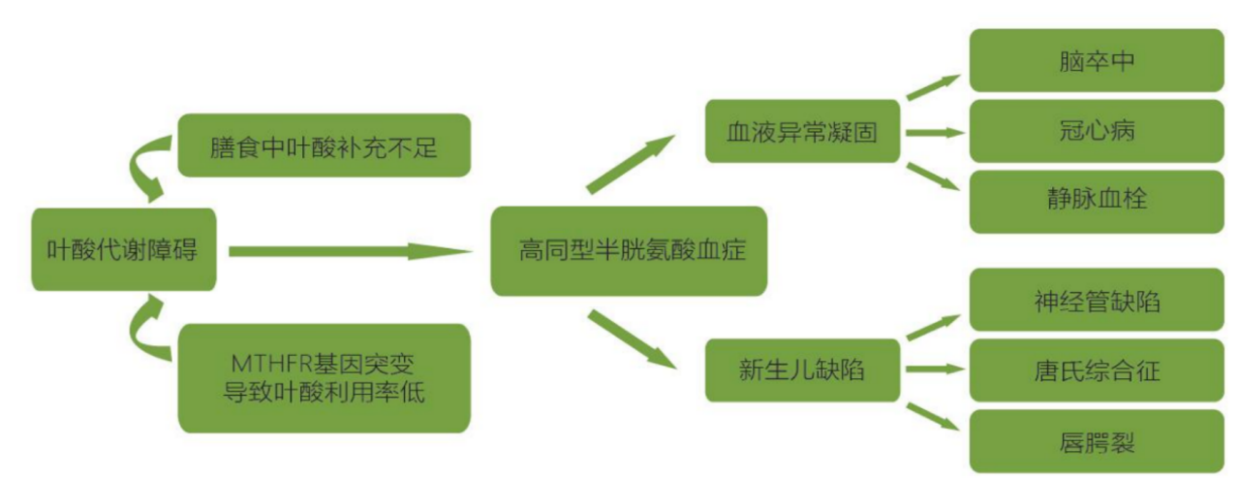 膳食中叶酸补充不足
叶酸代谢障碍
MTHFR基因突变
导致叶酸利用率低
高同型半胱氨酸血症
血液异常凝固
脑卒中
冠心病
静脉血栓
新生儿缺陷
神经管缺陷
唐氏综合征
唇腭裂